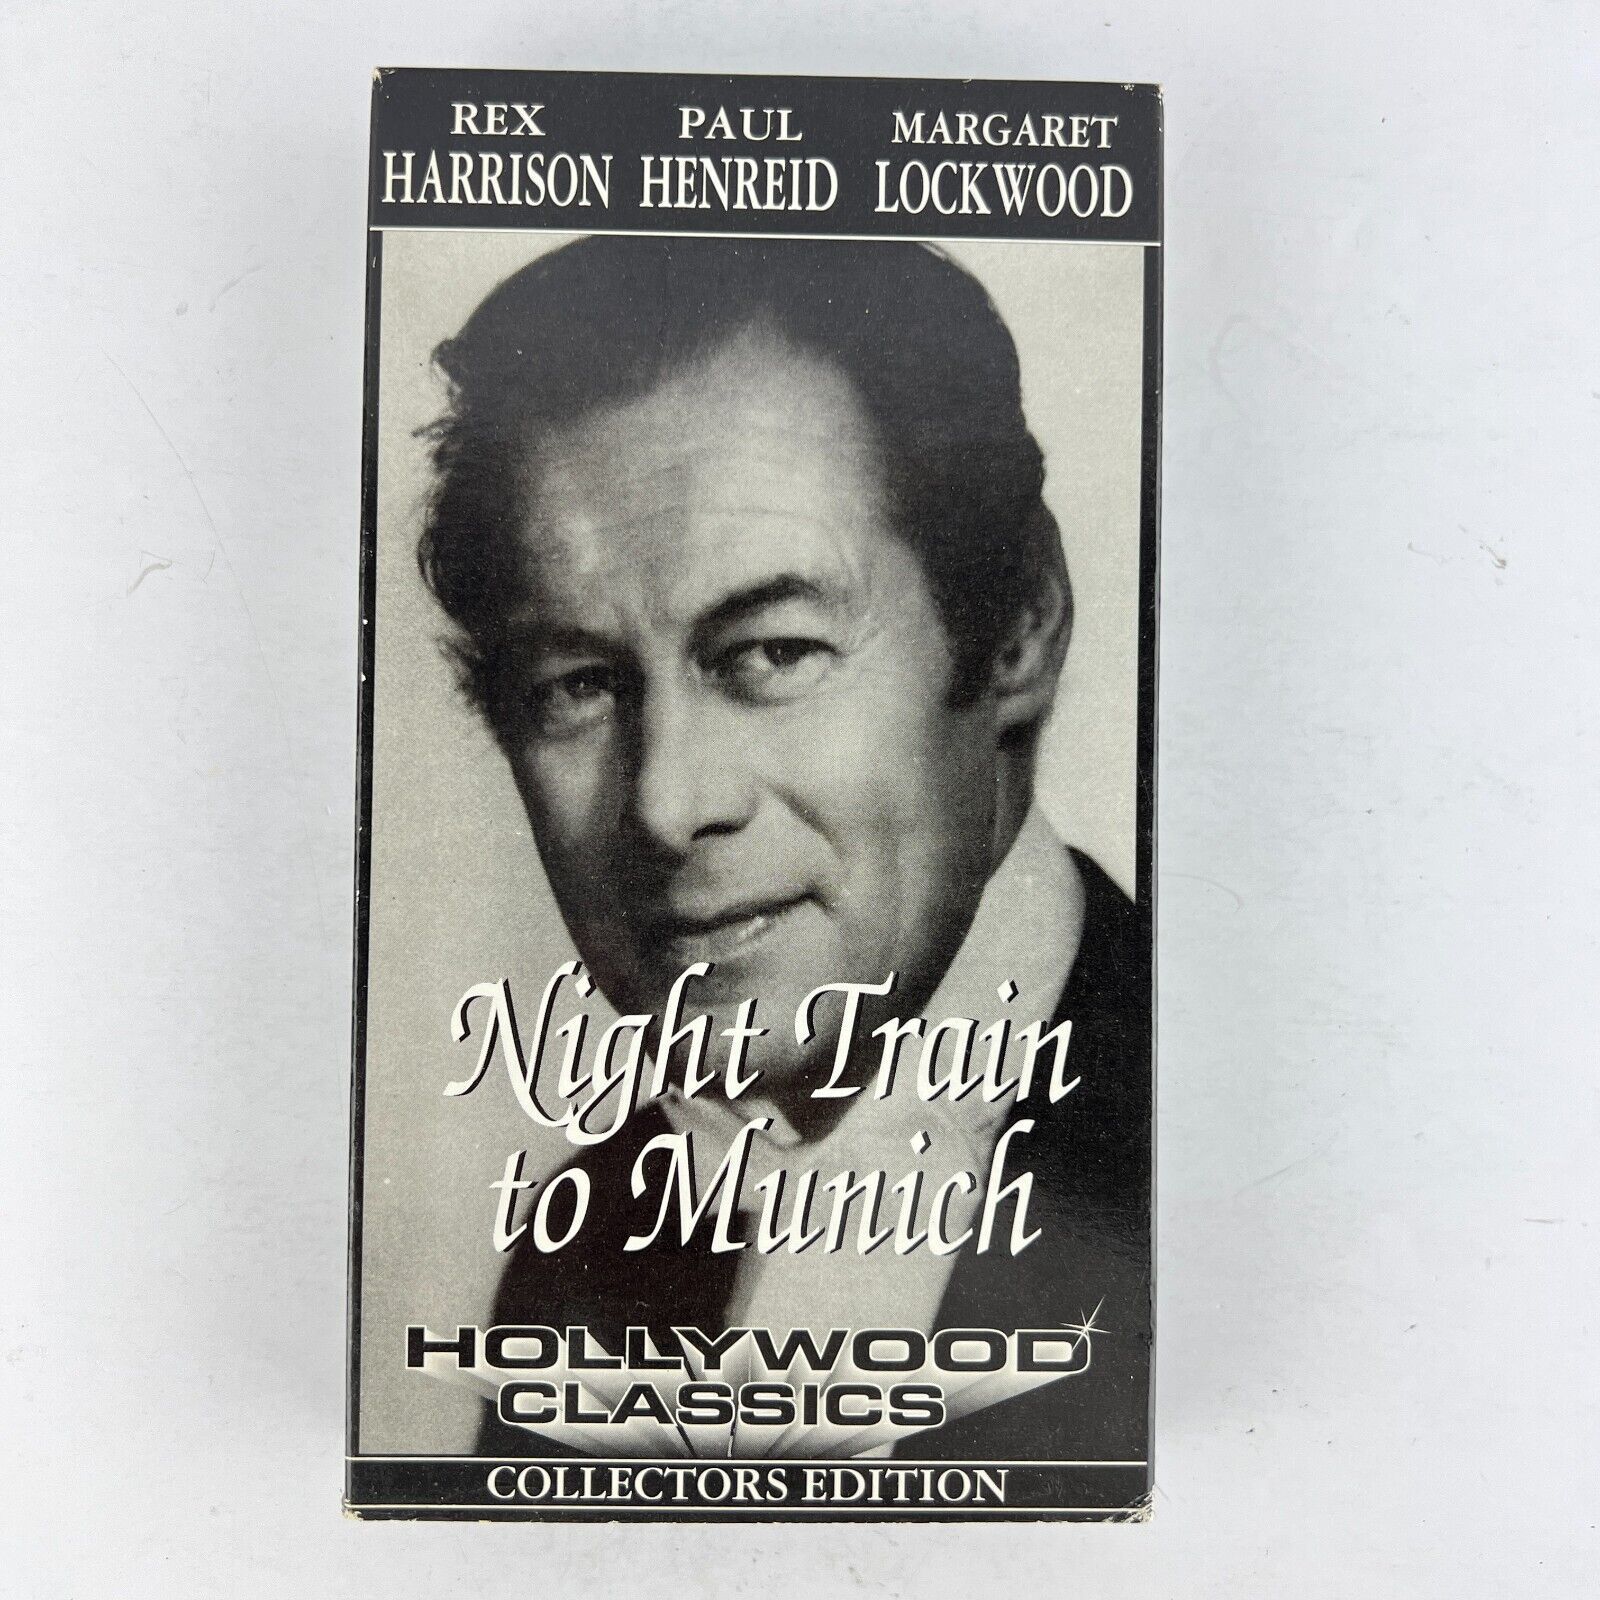 REX PAUL MARGARET
HARRISON HENREID LOCKWOOD
Night Train
to Munich
HOLLYWOOD
CLASSICS
COLLECTORS EDITION